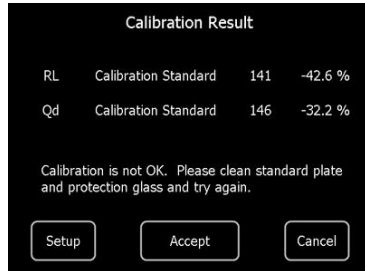 Calibration Result
RL Calibration Standard 141 -42.6 %
Qd Calibration Standard 146 -32.2 %
Calibration is not OK. Please clean standard plate
and protection glass and try again.
Setup Accept Cancel